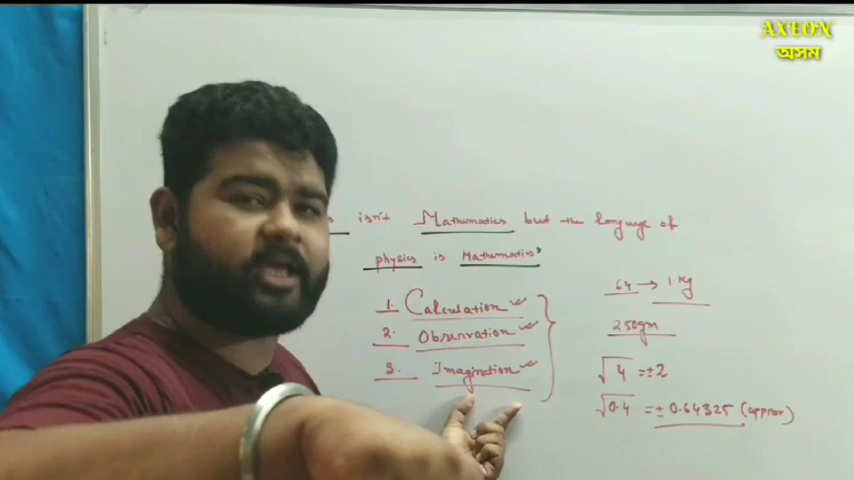 AXEON
অসম
isn't Mathematics but the language of
physics is Mathematics"
1. Calculation
2. Observation
3. Imagination
64 → 1 kg
250gm
√4 = ±2
√0.4 = ± 0.64325 (approx)